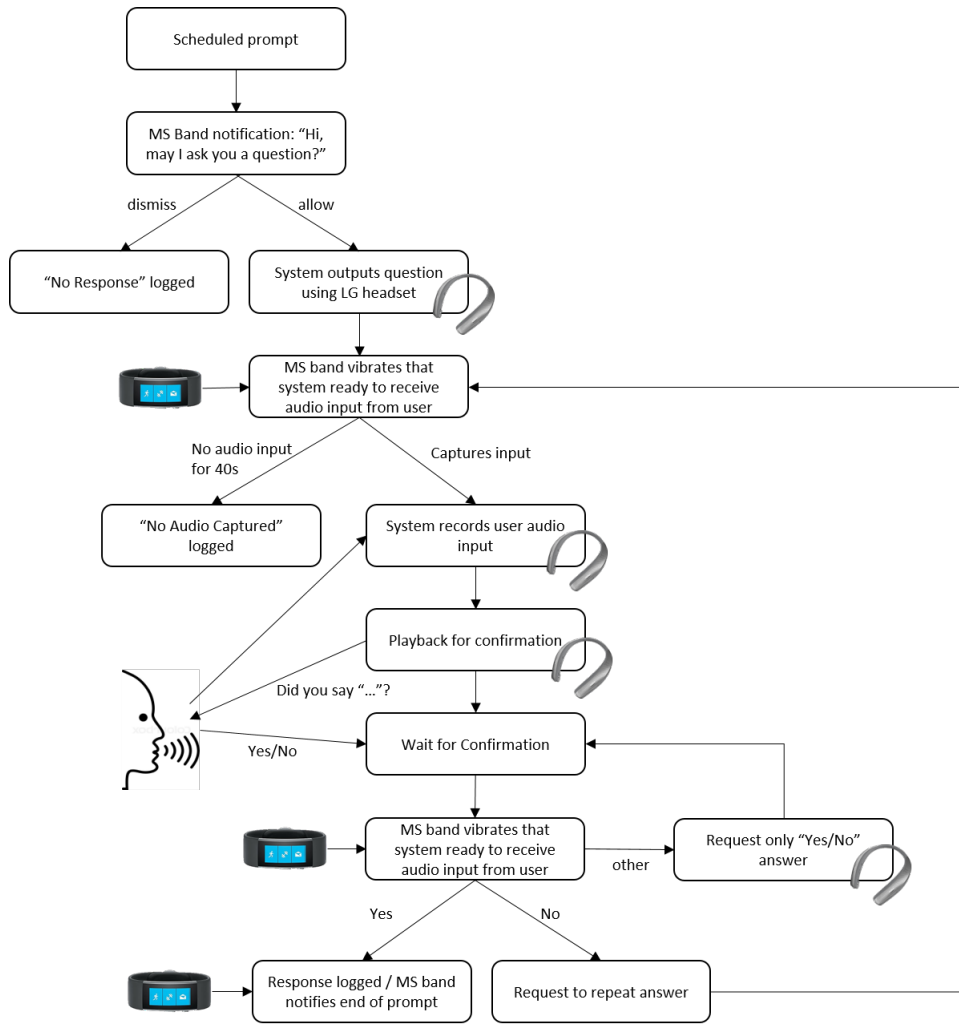 Scheduled prompt
MS Band notification: “Hi,
may I ask you a question?”
dismiss
allow
“No Response” logged
System outputs question
using LG headset
MS band vibrates that
system ready to receive
audio input from user
No audio input
for 40s
Captures input
“No Audio Captured”
logged
System records user audio
input
Playback for confirmation
Did you say “...”?
Wait for Confirmation
Yes/No
MS band vibrates that
system ready to receive
audio input from user
other
Request only “Yes/No”
answer
Yes
No
Response logged / MS band
notifies end of prompt
Request to repeat answer